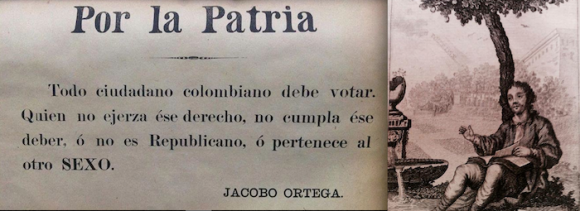 Por la Patria
Todo ciudadano colombiano debe votar.
Quien no ejerza ése derecho, no cumpla ése
deber, ó no es Republicano, ó pertenece al
otro SEXO.
JACOBO ORTEGA.